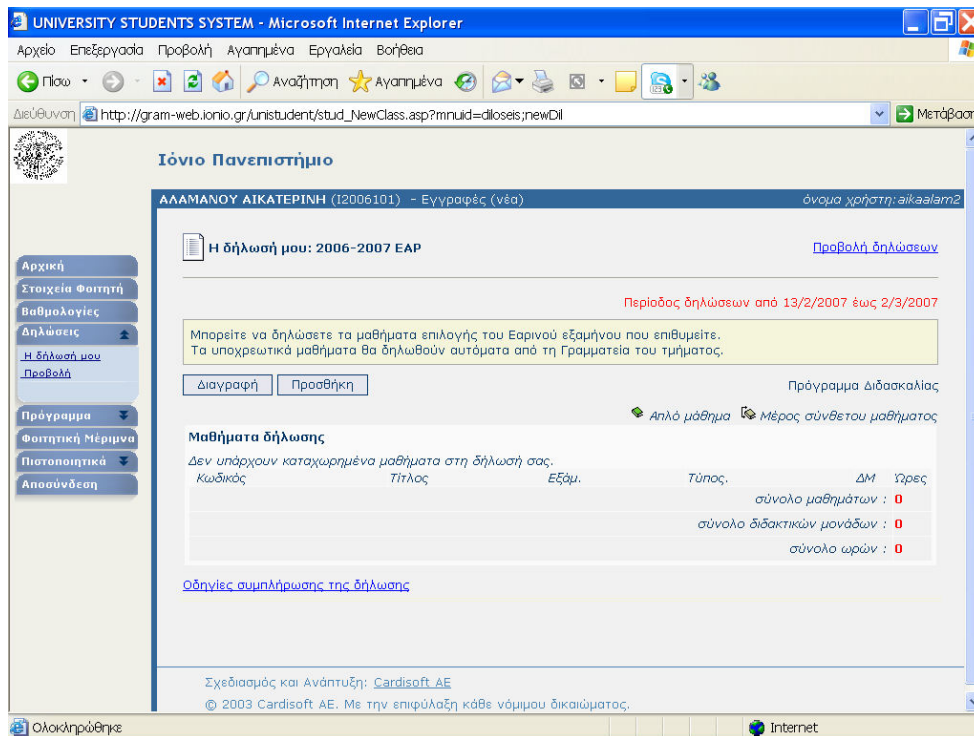 UNIVERSITY STUDENTS SYSTEM - Microsoft Internet Explorer
Αρχείο Επεξεργασία Προβολή Αγαπημένα Εργαλεία Βοήθεια
Πίσω Αναζήτηση Αγαπημένα
Διεύθυνση http://gram-web.ionio.gr/unistudent/stud_NewClass.asp?mnuid=diloseis;newDil Μετάβαση
Ιόνιο Πανεπιστήμιο
ΑΛΑΜΑΝΟΥ ΑΙΚΑΤΕΡΙΝΗ (Ι2006101) - Εγγραφές (νέα) όνομα χρήστη: aikaalam2
Η δήλωσή μου: 2006-2007 ΕΑΡ Προβολή δηλώσεων
Περίοδος δηλώσεων από 13/2/2007 έως 2/3/2007
Αρχική
Στοιχεία Φοιτητή
Βαθμολογίες
Δηλώσεις
Η δήλωσή μου
Προβολή
Πρόγραμμα
Φοιτητική Μέριμνα
Πιστοποιητικά
Αποσύνδεση
Μπορείτε να δηλώσετε τα μαθήματα επιλογής του Εαρινού εξαμήνου που επιθυμείτε.
Τα υποχρεωτικά μαθήματα θα δηλωθούν αυτόματα από τη Γραμματεία του τμήματος.
Διαγραφή Προσθήκη Πρόγραμμα Διδασκαλίας
Απλό μάθημα Μέρος σύνθετου μαθήματος
Μαθήματα δήλωσης
Δεν υπάρχουν καταχωρημένα μαθήματα στη δήλωσή σας.
Κωδικός Τίτλος Εξάμ. Τύπος. ΔΜ Ώρες
σύνολο μαθημάτων : 0
σύνολο διδακτικών μονάδων : 0
σύνολο ωρών : 0
Οδηγίες συμπλήρωσης της δήλωσης
Σχεδιασμός και Ανάπτυξη: Cardisoft AE
© 2003 Cardisoft AE. Με την επιφύλαξη κάθε νόμιμου δικαιώματος.
Ολοκληρώθηκε Internet